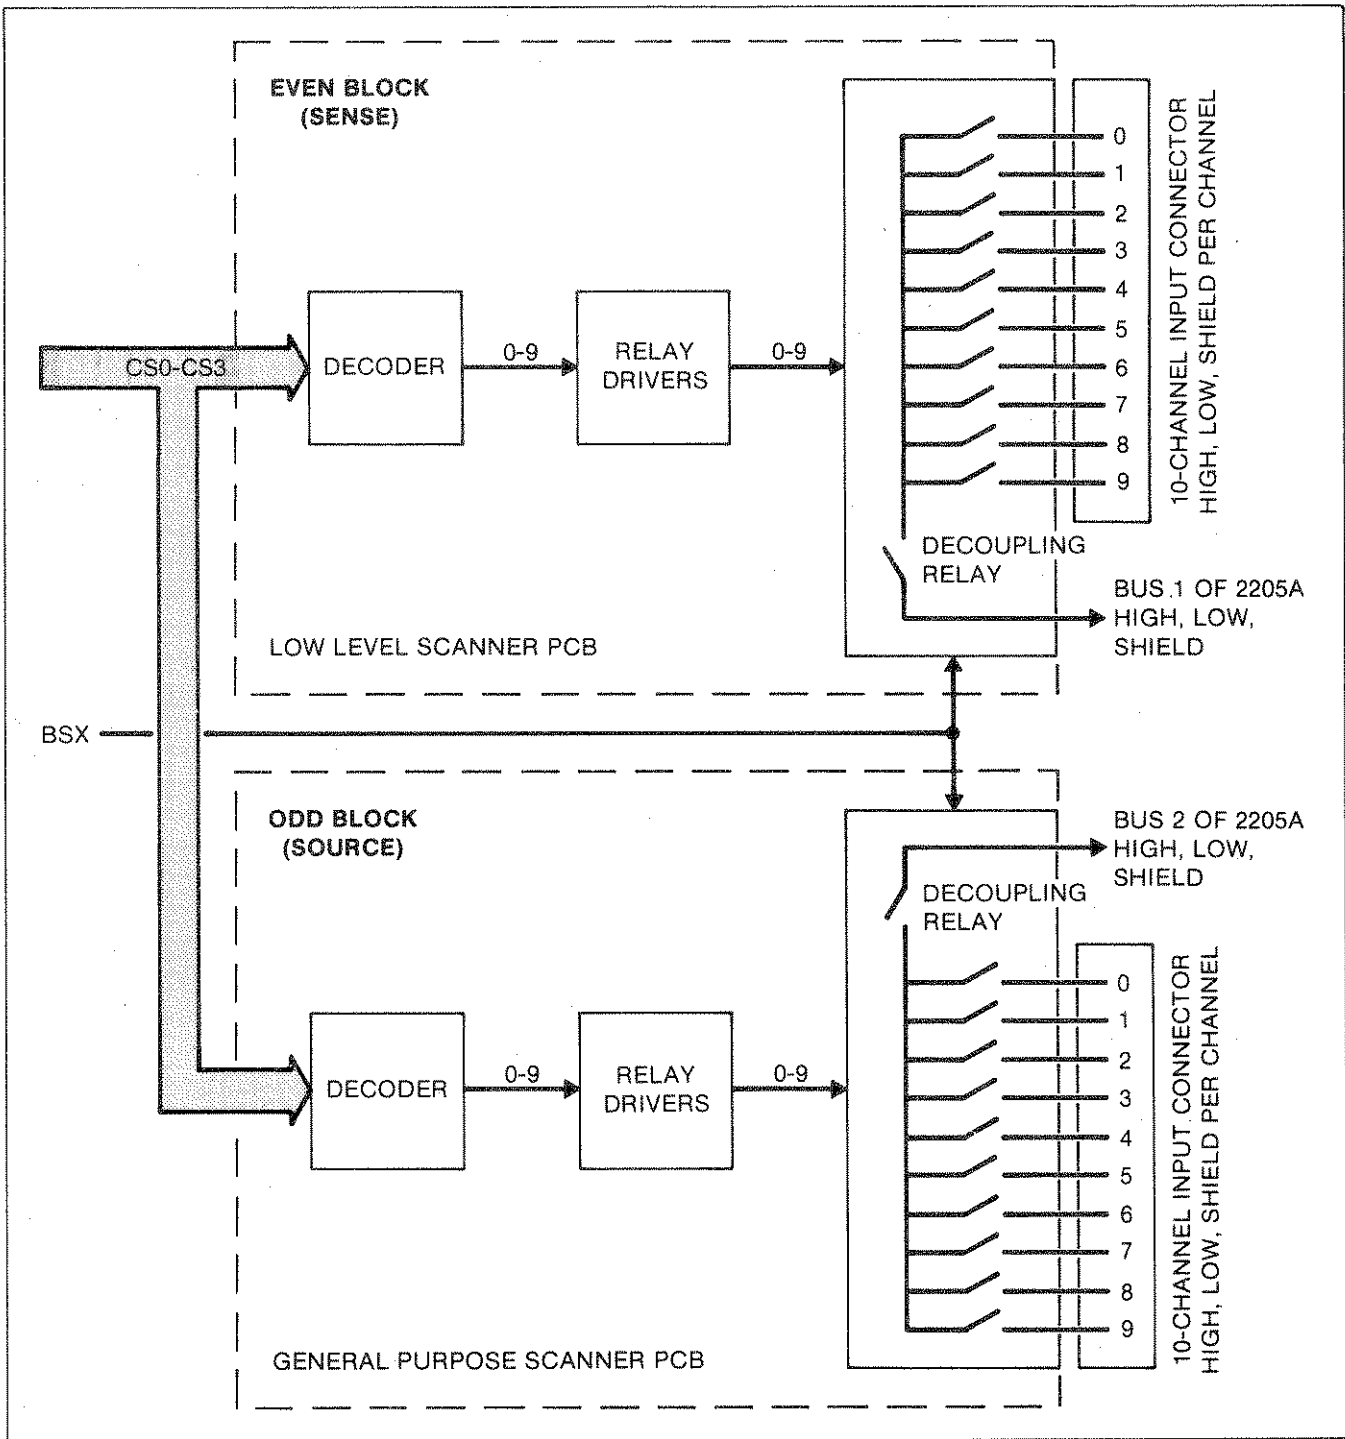 EVEN BLOCK
(SENSE)
CS0-CS3
DECODER
0-9
RELAY
DRIVERS
0-9
0
1
2
3
4
5
6
7
8
9
10-CHANNEL INPUT CONNECTOR
HIGH, LOW, SHIELD PER CHANNEL
DECOUPLING
RELAY
BUS 1 OF 2205A
HIGH, LOW,
SHIELD
LOW LEVEL SCANNER PCB
BSX
ODD BLOCK
(SOURCE)
BUS 2 OF 2205A
HIGH, LOW,
SHIELD
DECOUPLING
RELAY
DECODER
0-9
RELAY
DRIVERS
0-9
0
1
2
3
4
5
6
7
8
9
10-CHANNEL INPUT CONNECTOR
HIGH, LOW, SHIELD PER CHANNEL
GENERAL PURPOSE SCANNER PCB